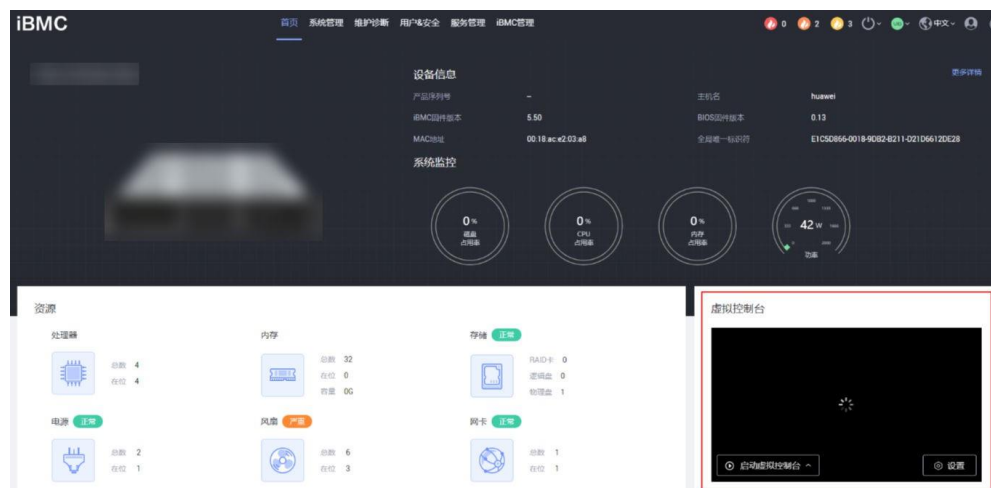 iBMC 首页 系统管理 维护诊断 用户&安全 服务管理 iBMC管理 0 2 3 中文
设备信息 更多详情
产品序列号 -- 主机名 huawei
iBMC固件版本 5.50 BIOS固件版本 0.13
MAC地址 00:18:ac:e2:03:a8 全局唯一标识符 E1C5D866-0018-9DB2-B211-D21D6612DE28
系统监控
0% 0% 0% 42 W
磁盘 CPU 内存
占用率 占用率 占用率 功率
资源 虚拟控制台
处理器 内存 存储 正常
总数 4 总数 32 RAID卡 0
在位 4 在位 0 逻辑盘 0
容量 0G 物理盘 1
电源 正常 风扇 严重 网卡 正常
总数 2 总数 6 总数 1
在位 1 在位 3 在位 1
启动虚拟控制台 设置